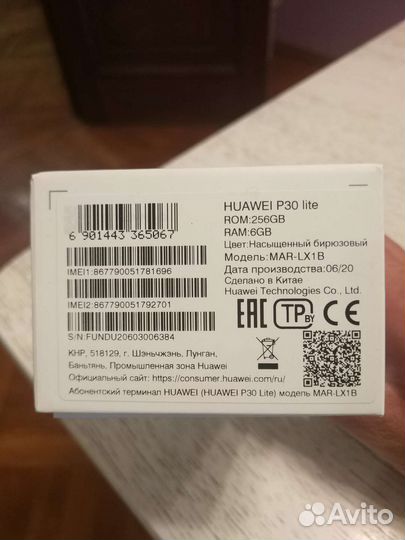 HUAWEI P30 lite
ROM:256GB
RAM:6GB
Цвет:Насыщенный бирюзовый
Модель:MAR-LX1B
Дата производства:06/20
Сделано в Китае
Huawei Technologies Co., Ltd.
6 901443 365067
IMEI1:867790051781696
IMEI2:867790051792701
S/N:FUNDU20603006384
EAC TP BY
КНР, 518129, г. Шэньчжэнь, Лунган,
Баньтянь, Промышленная зона Huawei
Официальный сайт: https://consumer.huawei.com/ru/
Абонентский терминал HUAWEI (HUAWEI P30 Lite) модель MAR-LX1B
Avito